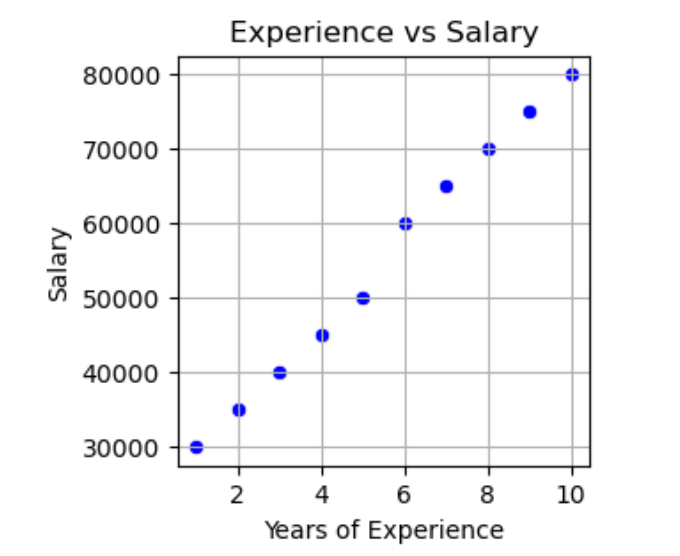 Experience vs Salary
80000
70000
60000
50000
40000
30000
Salary
2 4 6 8 10
Years of Experience